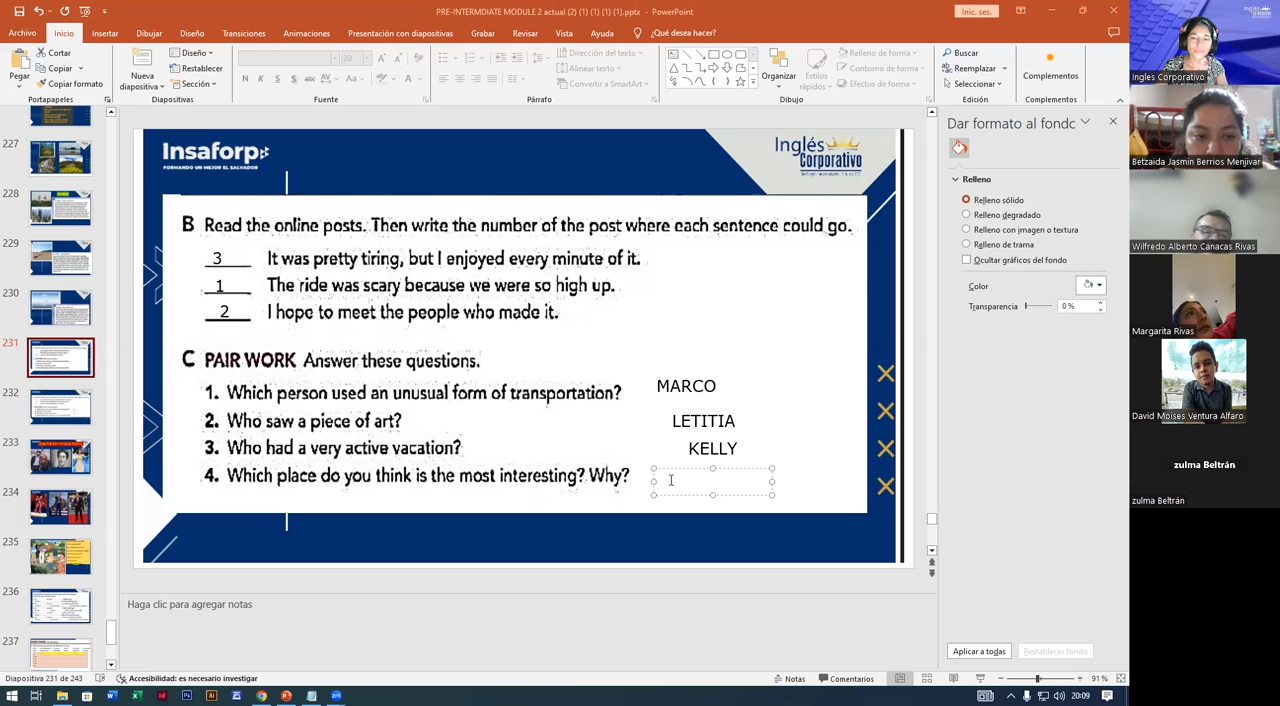 PRE-INTERMDIATE MODULE 2 actual (2) (1) (1) (1).pptx - PowerPoint
Inic. ses.
Archivo Inicio Insertar Dibujar Diseño Transiciones Animaciones Presentación con diapositivas Grabar Revisar Vista Ayuda ¿Qué desea hacer?
Pegar
Cortar
Copiar
Copiar formato
Portapapeles
Nueva diapositiva
Diseño
Restablecer
Sección
Diapositivas
20
N K S S abc AV Aa A
Fuente
Párrafo
Dirección del texto
Alinear texto
Convertir a SmartArt
Organizar
Estilos rápidos
Relleno de forma
Contorno de forma
Efectos de forma
Dibujo
Buscar
Reemplazar
Seleccionar
Edición
Complementos
Complementos
227
228
229
230
231
233
234
235
236
237
Insaforp
FORMANDO UN MEJOR EL SALVADOR
Inglés
Corporativo
B Read the online posts. Then write the number of the post where each sentence could go.
3 It was pretty tiring, but I enjoyed every minute of it.
1 The ride was scary because we were so high up.
2 I hope to meet the people who made it.
C PAIR WORK Answer these questions.
1. Which person used an unusual form of transportation? MARCO
2. Who saw a piece of art? LETITIA
3. Who had a very active vacation? KELLY
4. Which place do you think is the most interesting? Why?
Haga clic para agregar notas
Dar formato al fondo
Relleno
Relleno sólido
Relleno degradado
Relleno con imagen o textura
Relleno de trama
Ocultar gráficos del fondo
Color
Transparencia 0 %
Aplicar a todas
Restablecer fondo
Diapositiva 231 de 243
Accesibilidad: es necesario investigar
Notas
Comentarios
91 %
20:09
Ingles Corporativo
Betzaida Jasmin Berrios Menjivar
Wilfredo Alberto Canacas Rivas
Margarita Rivas
David Moises Ventura Alfaro
zulma Beltrán
zulma Beltrán